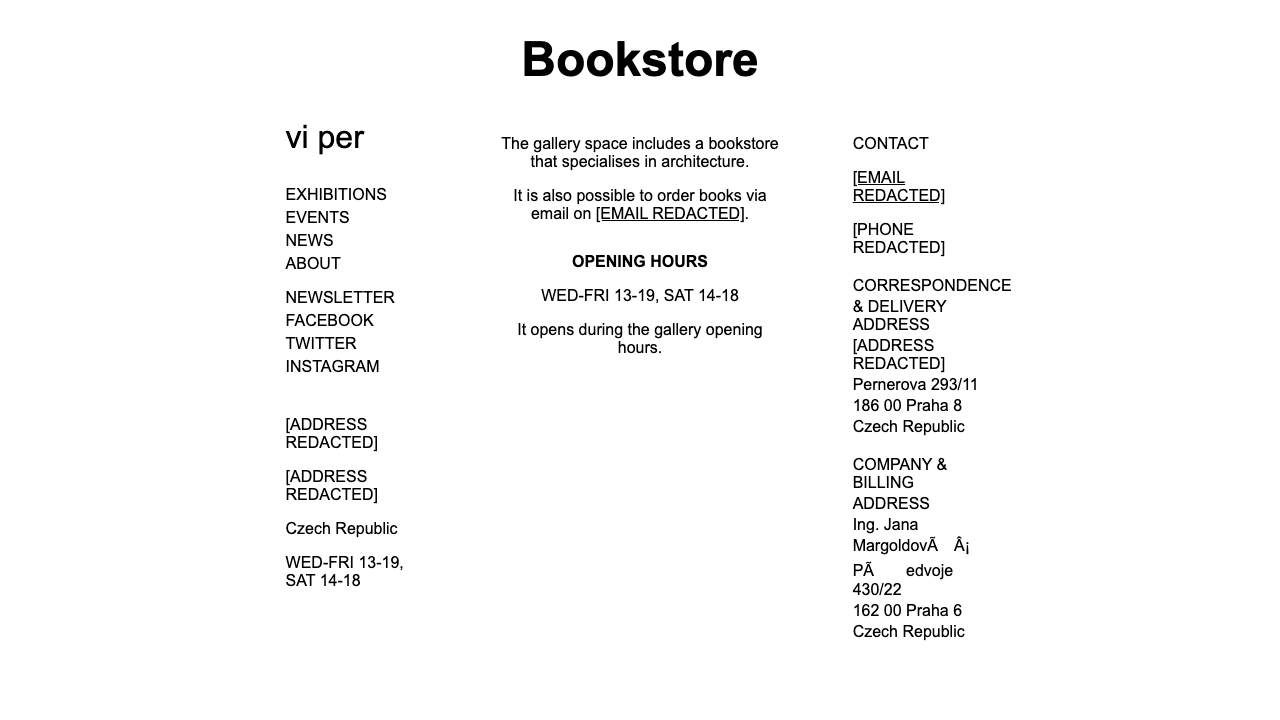 Bookstore
vi per
EXHIBITIONS
EVENTS
NEWS
ABOUT
NEWSLETTER
FACEBOOK
TWITTER
INSTAGRAM
[ADDRESS
REDACTED]
[ADDRESS
REDACTED]
Czech Republic
WED-FRI 13-19,
SAT 14-18
The gallery space includes a bookstore
that specialises in architecture.
It is also possible to order books via
email on [EMAIL REDACTED].
OPENING HOURS
WED-FRI 13-19, SAT 14-18
It opens during the gallery opening
hours.
CONTACT
[EMAIL
REDACTED]
[PHONE
REDACTED]
CORRESPONDENCE
& DELIVERY
ADDRESS
[ADDRESS
REDACTED]
Pernerova 293/11
186 00 Praha 8
Czech Republic
COMPANY &
BILLING
ADDRESS
Ing. Jana
MargoldovÃ Â¡
PÃ edvoje
430/22
162 00 Praha 6
Czech Republic